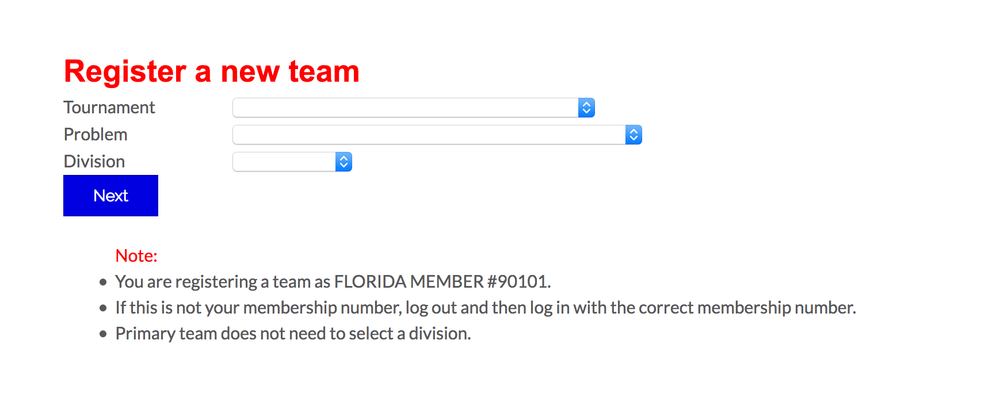 Register a new team
Tournament
Problem
Division
Next
Note:
You are registering a team as FLORIDA MEMBER #90101.
If this is not your membership number, log out and then log in with the correct membership number.
Primary team does not need to select a division.